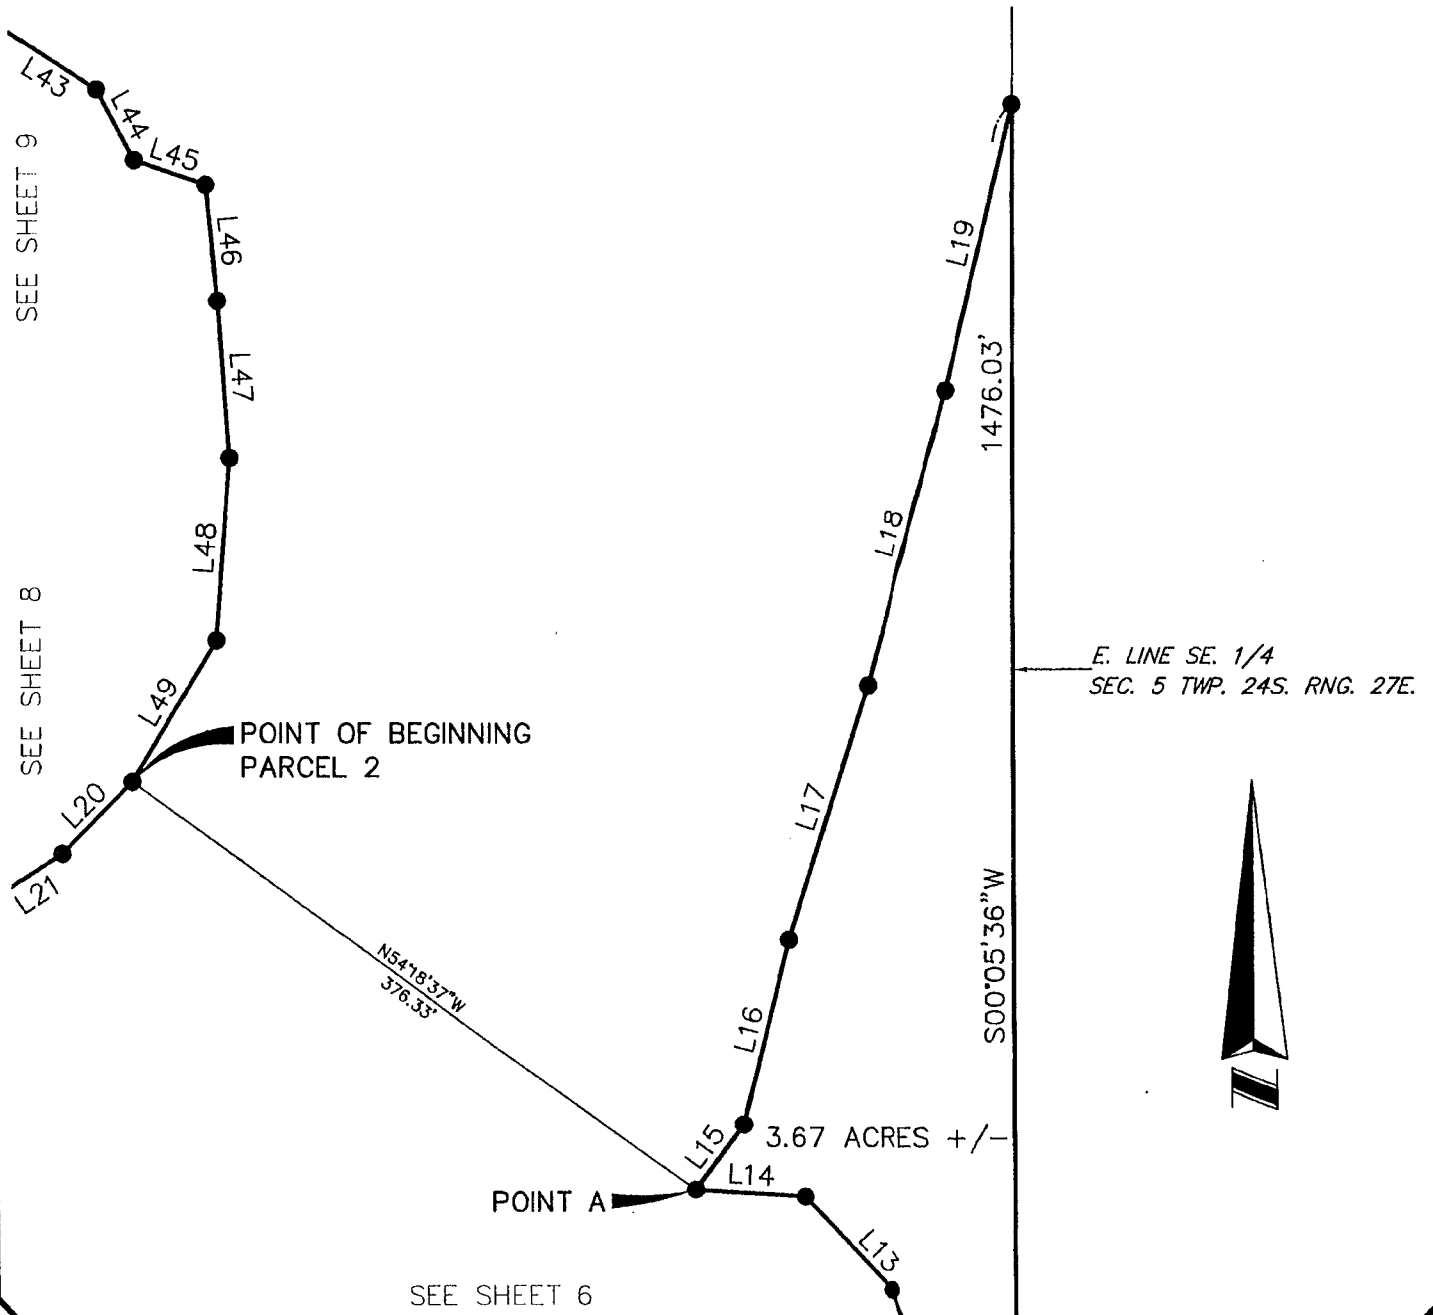 L43
L44
L45
SEE SHEET 9
L46
L19
L47
1476.03'
L48
L18
SEE SHEET 8
E. LINE SE. 1/4
SEC. 5 TWP. 24S. RNG. 27E.
L49
POINT OF BEGINNING
PARCEL 2
L20
L17
L21
S00°05'36"W
N54°18'37"W
376.33'
L16
N
3.67 ACRES +/-
L15
L14
POINT A
L13
SEE SHEET 6